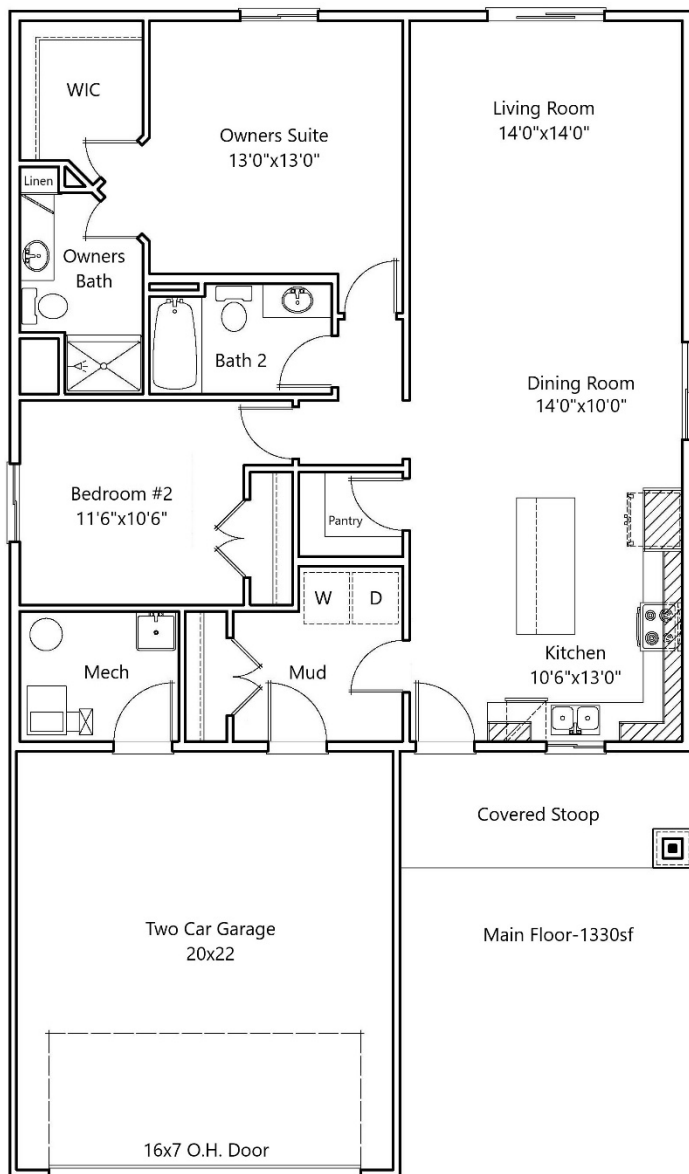 WIC
Owners Suite
13'0"x13'0"
Living Room
14'0"x14'0"
Linen
Owners
Bath
Bath 2
Dining Room
14'0"x10'0"
Bedroom #2
11'6"x10'6"
Pantry
W
D
Mech
Mud
Kitchen
10'6"x13'0"
Covered Stoop
Two Car Garage
20x22
Main Floor-1330sf
16x7 O.H. Door